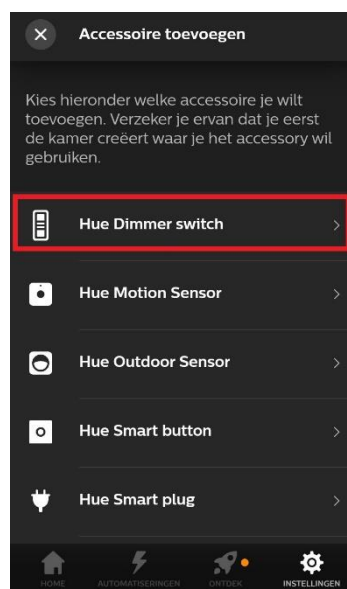 Accessoire toevoegen
Kies hieronder welke accessoire je wilt
toevoegen. Verzeker je ervan dat je eerst
de kamer creëert waar je het accessory wil
gebruiken.
Hue Dimmer switch
Hue Motion Sensor
Hue Outdoor Sensor
Hue Smart button
Hue Smart plug
HOME AUTOMATISERINGEN ONTDEK INSTELLINGEN